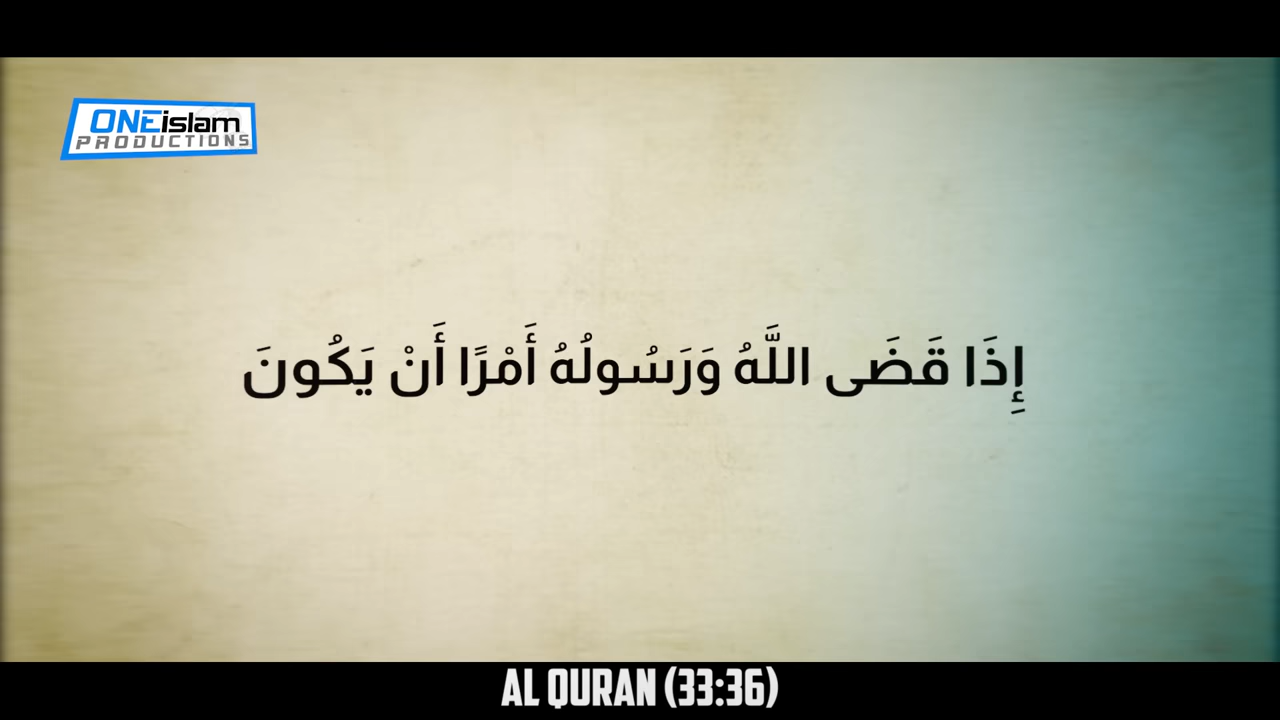 ONEislam
PRODUCTIONS
إِذَا قَضَى اللَّهُ وَرَسُولُهُ أَمْرًا أَنْ يَكُونَ
AL QURAN (33:36)